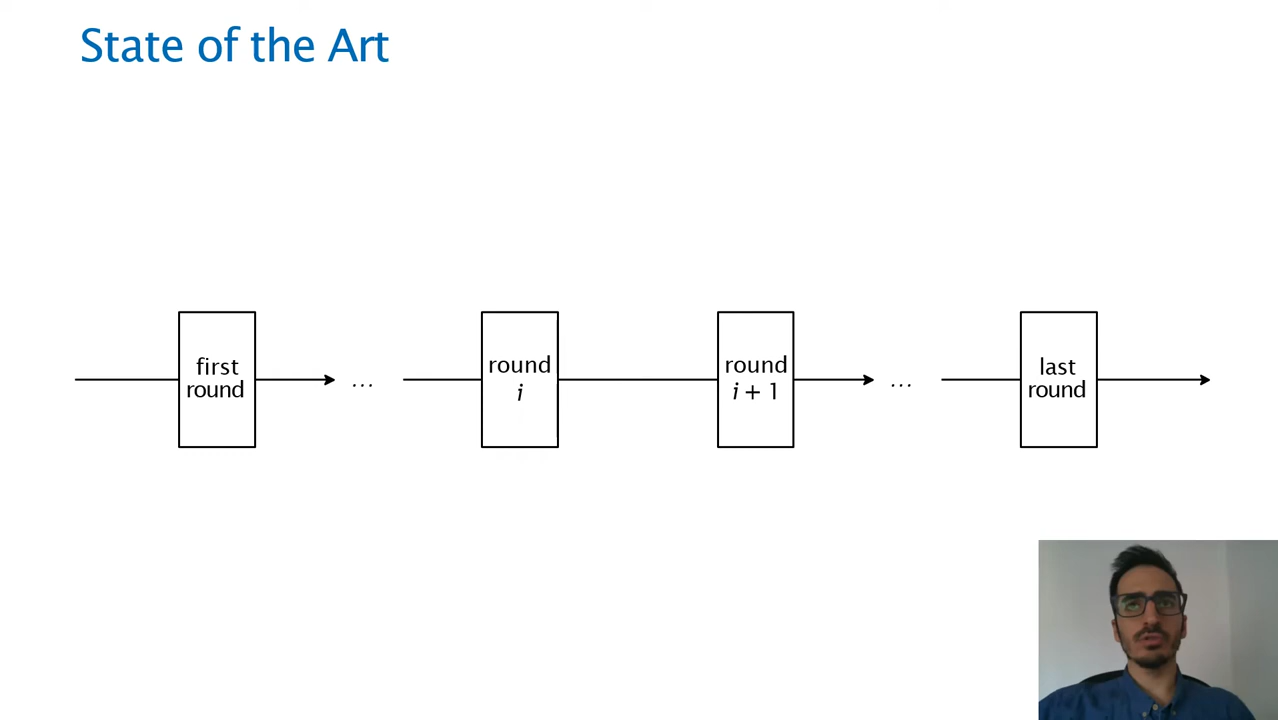 State of the Art
first
round
...
round
i
round
i + 1
...
last
round